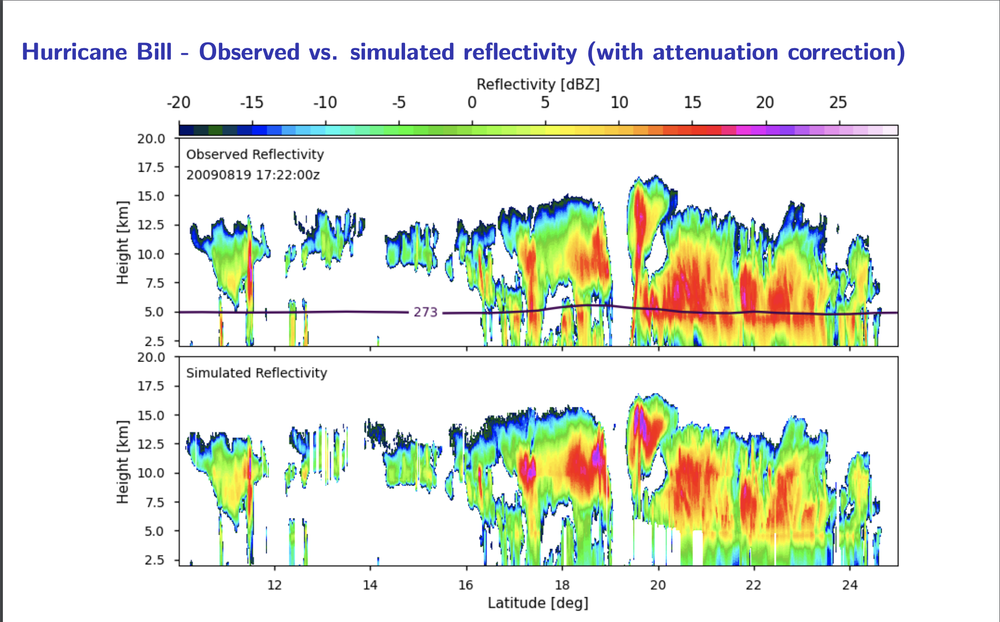 Hurricane Bill - Observed vs. simulated reflectivity (with attenuation correction)
Reflectivity [dBZ]
-20 -15 -10 -5 0 5 10 15 20 25
20.0
Observed Reflectivity
17.5
20090819 17:22:00z
15.0
12.5
10.0
7.5
5.0
273
2.5
Height [km]
20.0
Simulated Reflectivity
17.5
15.0
12.5
10.0
7.5
5.0
2.5
Height [km]
12 14 16 18 20 22 24
Latitude [deg]